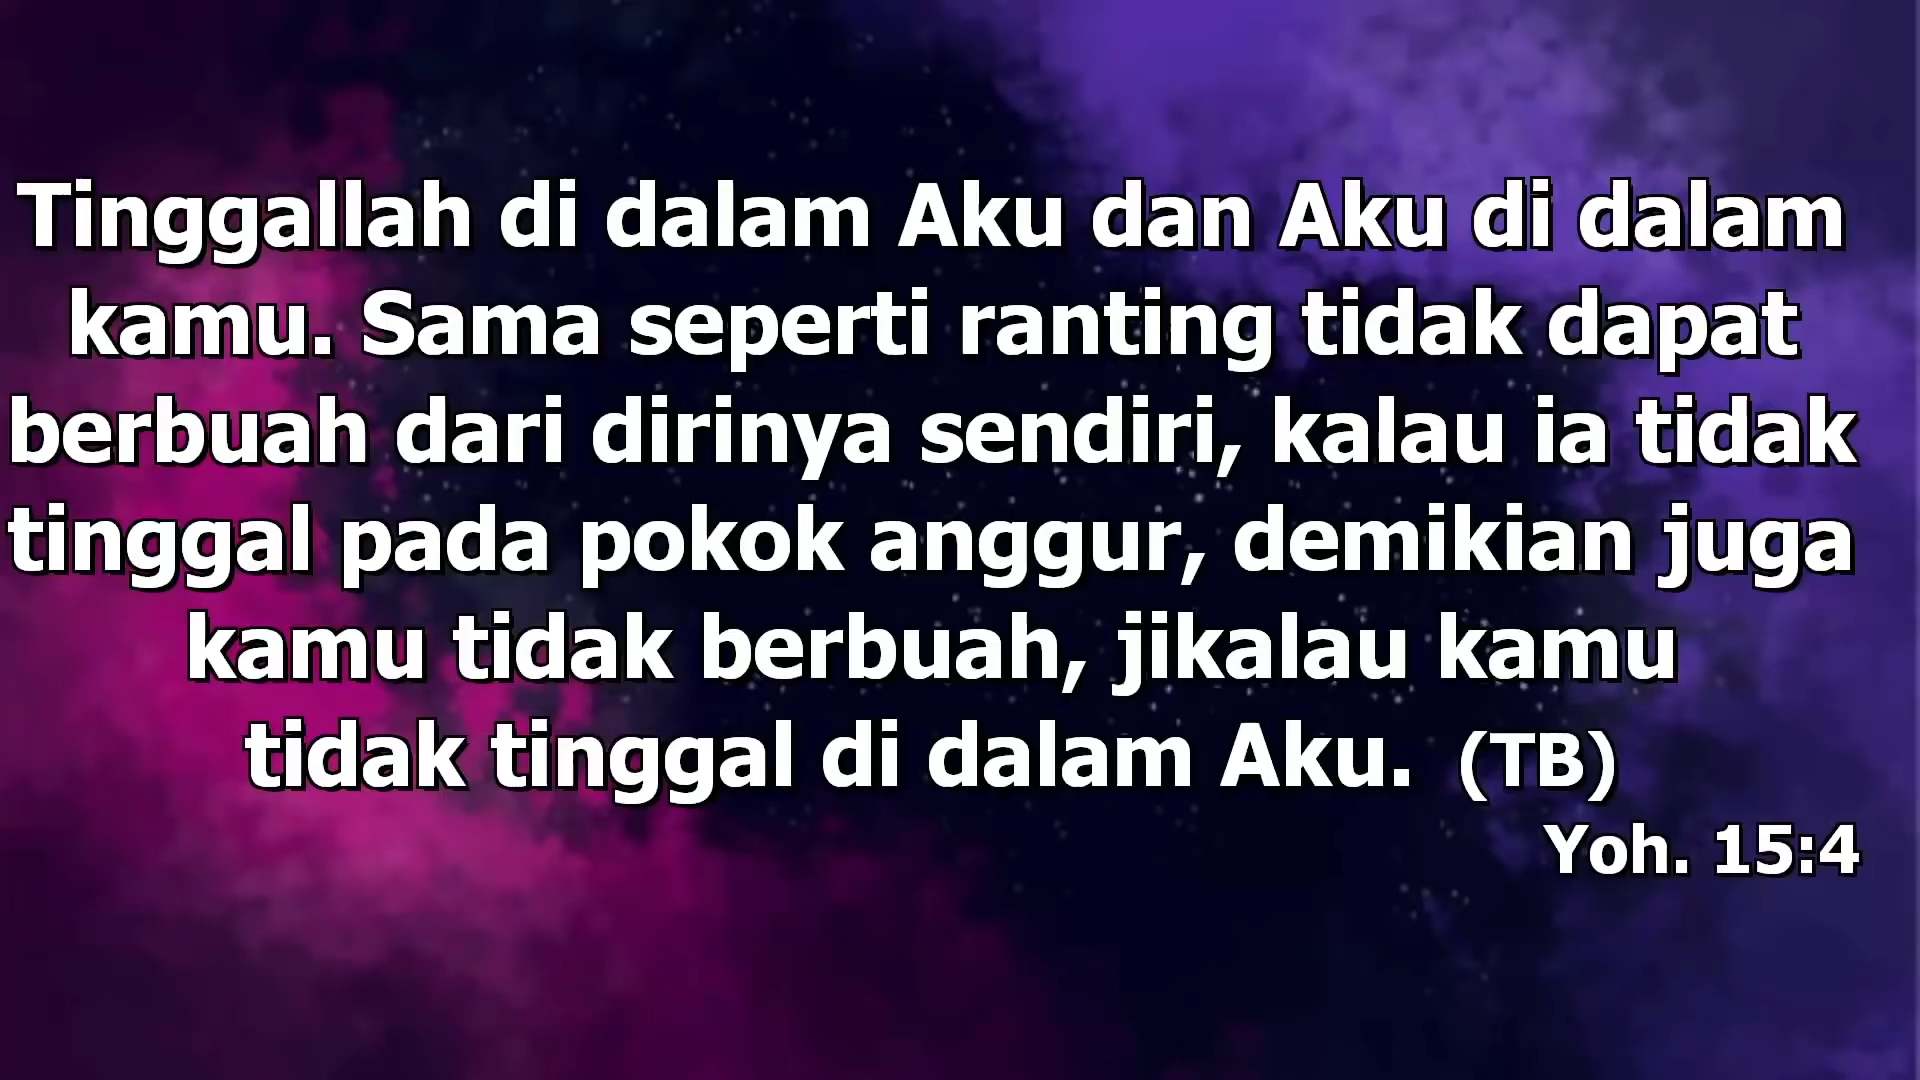 Tinggallah di dalam Aku dan Aku di dalam
kamu. Sama seperti ranting tidak dapat
berbuah dari dirinya sendiri, kalau ia tidak
tinggal pada pokok anggur, demikian juga
kamu tidak berbuah, jikalau kamu
tidak tinggal di dalam Aku. (TB)
Yoh. 15:4